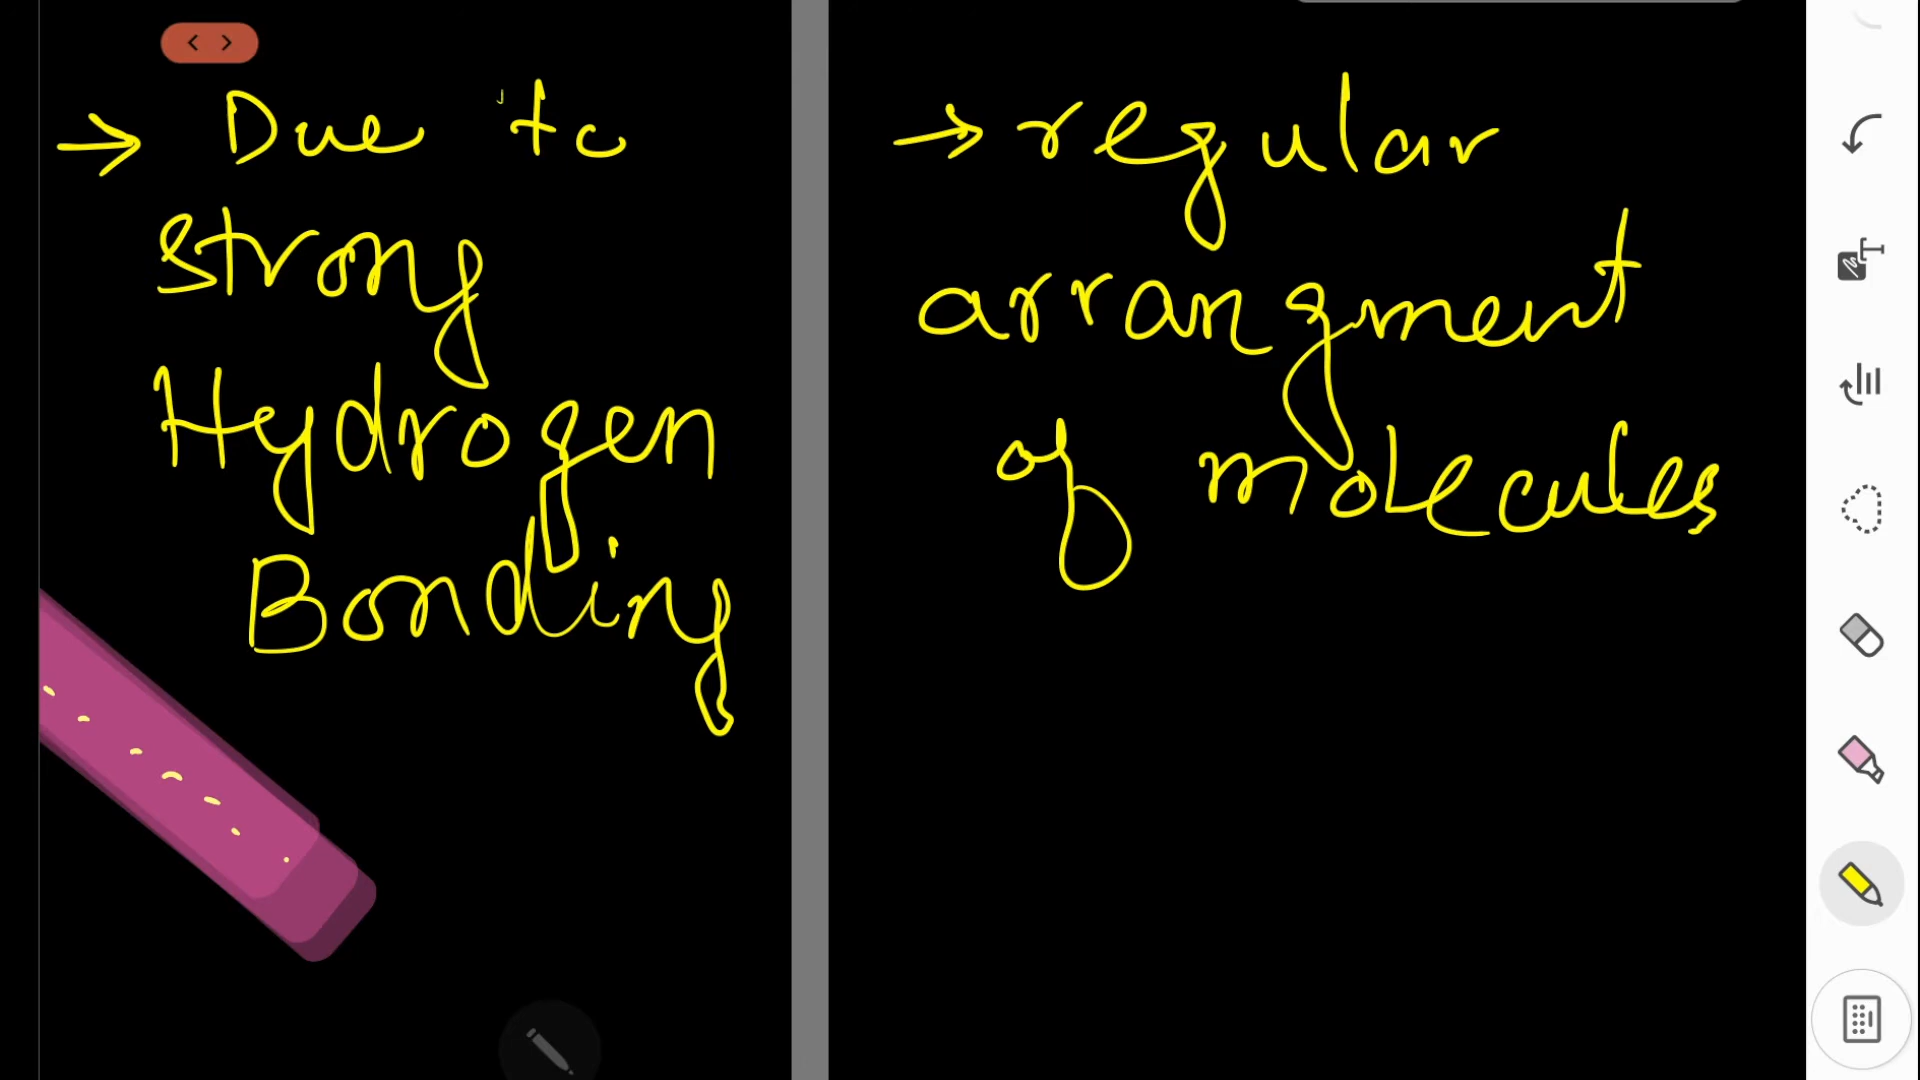 → Due to
strong
Hydrogen
Bonding
→ regular
arrangment
of molecules